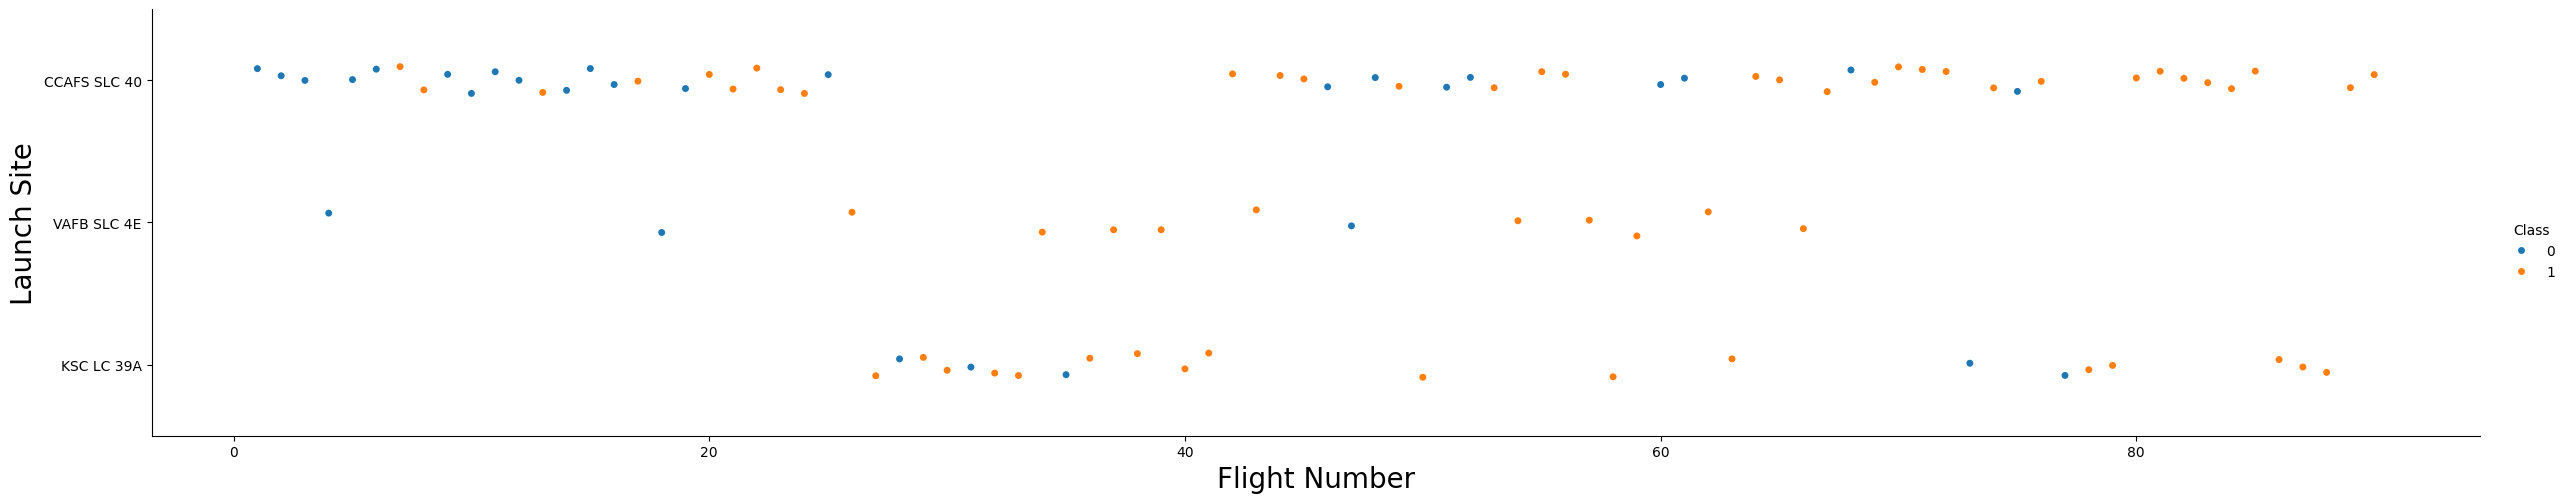 Launch Site
CCAFS SLC 40
VAFB SLC 4E
KSC LC 39A
0 20 40 60 80
Flight Number
Class
0
1